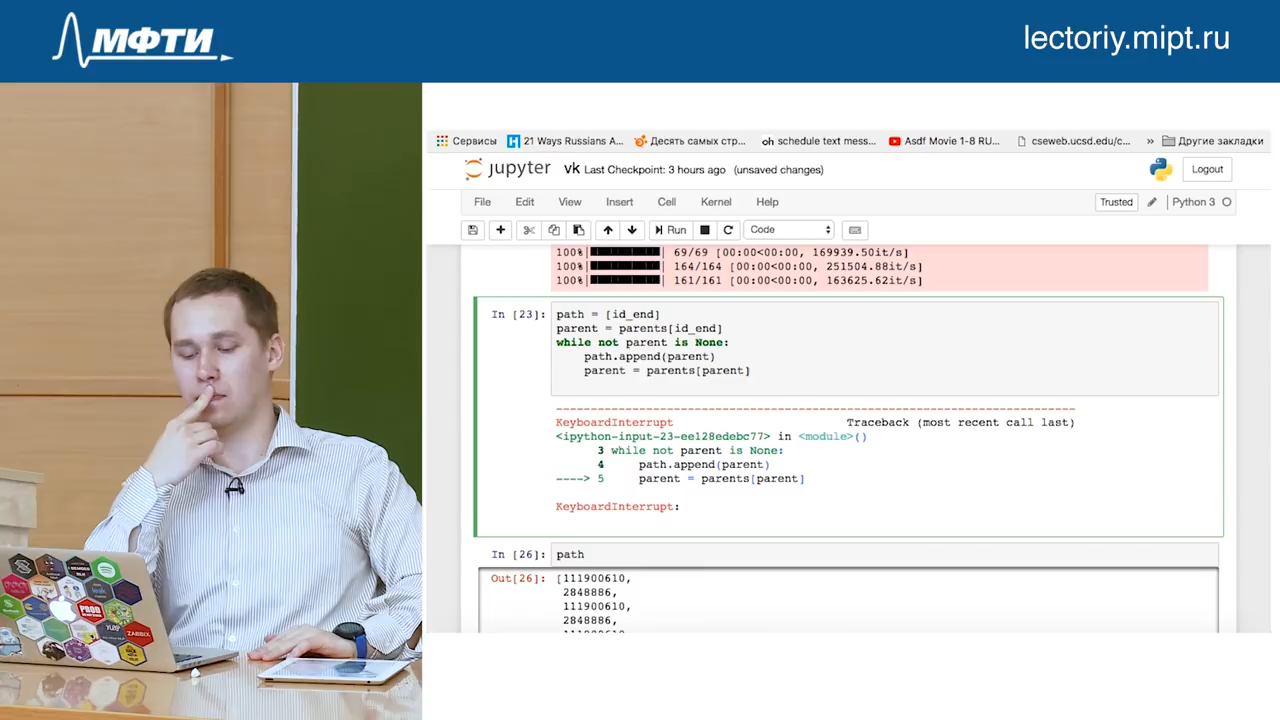 МФТИ
lectoriy.mipt.ru
Сервисы
21 Ways Russians A...
Десять самых стр...
oh schedule text mess...
Asdf Movie 1-8 RU...
cseweb.ucsd.edu/c...
»
Другие закладки
jupyter vk Last Checkpoint: 3 hours ago (unsaved changes)
Logout
File Edit View Insert Cell Kernel Help
Trusted
Python 3
Run
Code
100%| | 69/69 [00:00<00:00, 169939.50it/s]
100%| | 164/164 [00:00<00:00, 251504.88it/s]
100%| | 161/161 [00:00<00:00, 163625.62it/s]
In [23]: path = [id_end]
parent = parents[id_end]
while not parent is None:
path.append(parent)
parent = parents[parent]
---------------------------------------------------------------------------
KeyboardInterrupt Traceback (most recent call last)
<ipython-input-23-ee128edebc77> in <module>()
3 while not parent is None:
4 path.append(parent)
----> 5 parent = parents[parent]
KeyboardInterrupt:
In [26]: path
Out[26]: [111900610,
2848886,
111900610,
2848886,
PROD
ZABBIX